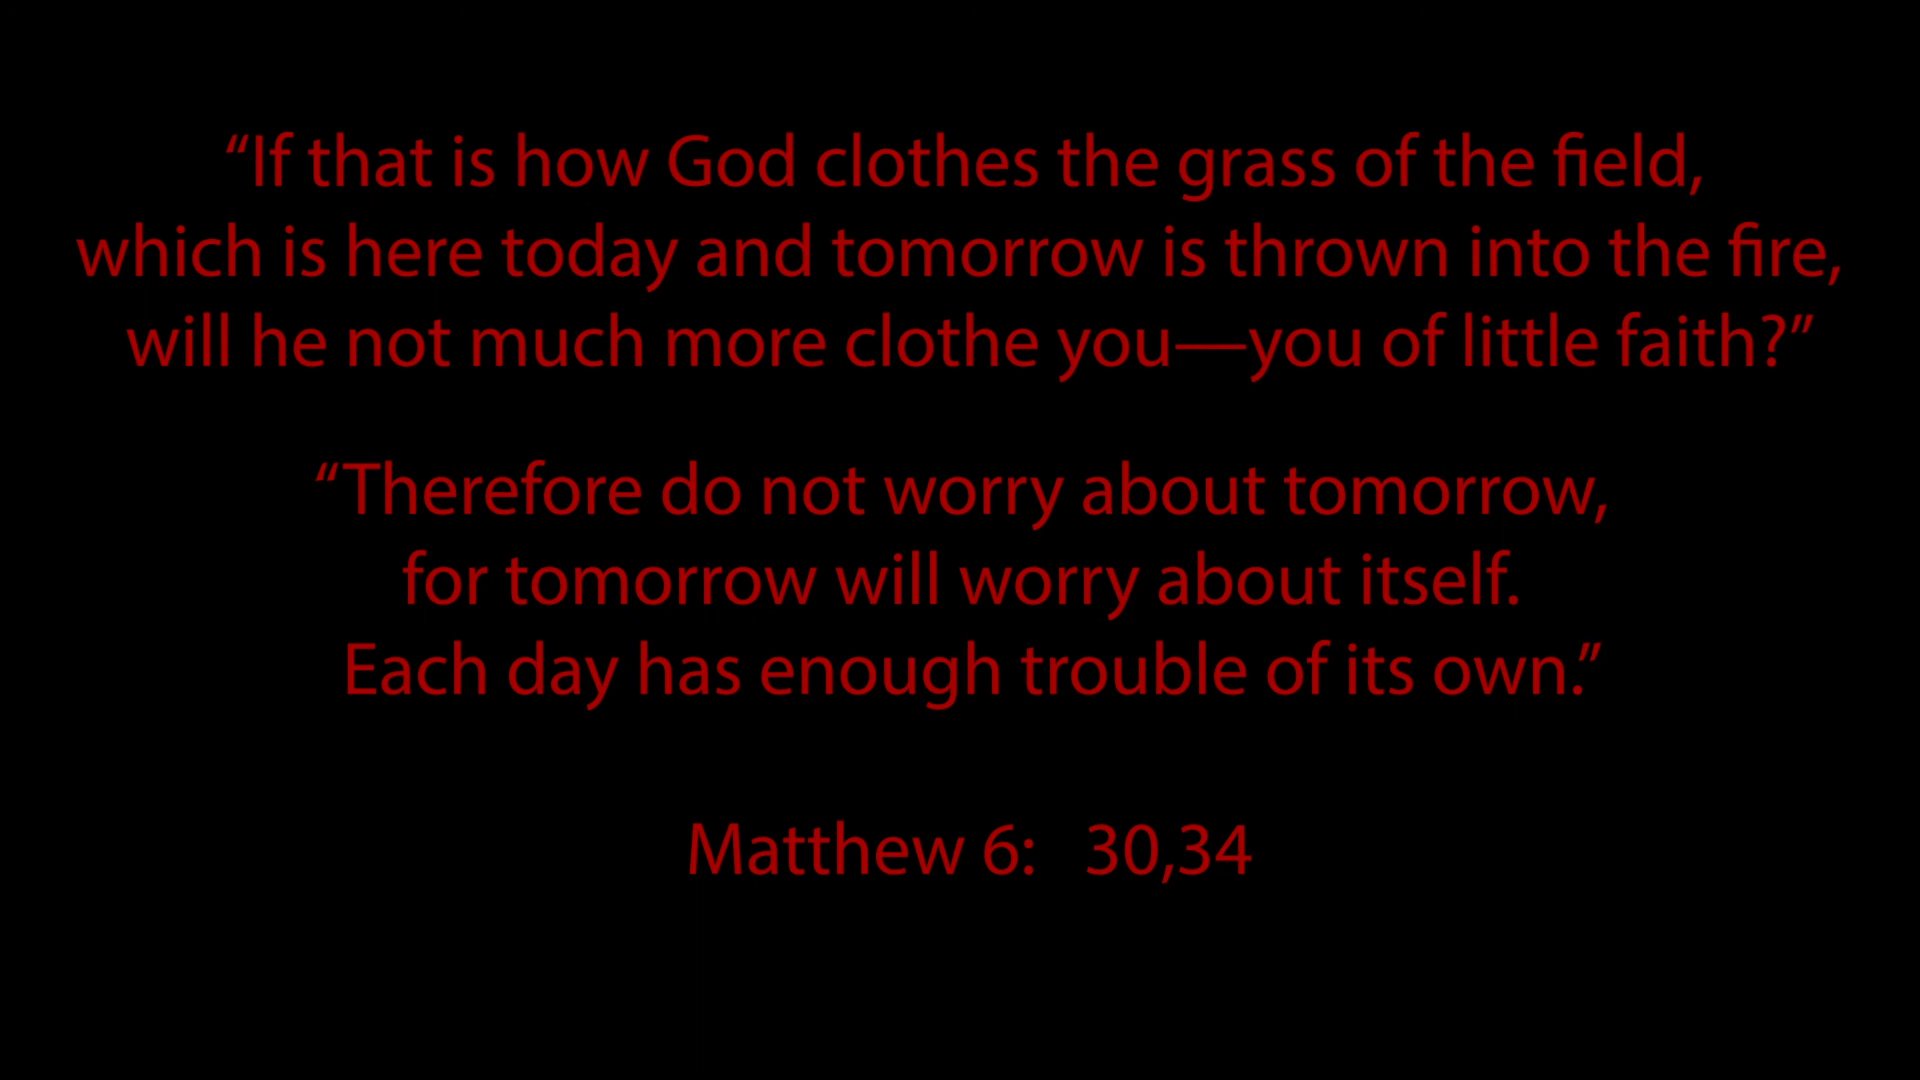 “If that is how God clothes the grass of the field,
which is here today and tomorrow is thrown into the fire,
will he not much more clothe you—you of little faith?”
“Therefore do not worry about tomorrow,
for tomorrow will worry about itself.
Each day has enough trouble of its own.”
Matthew 6:   30,34